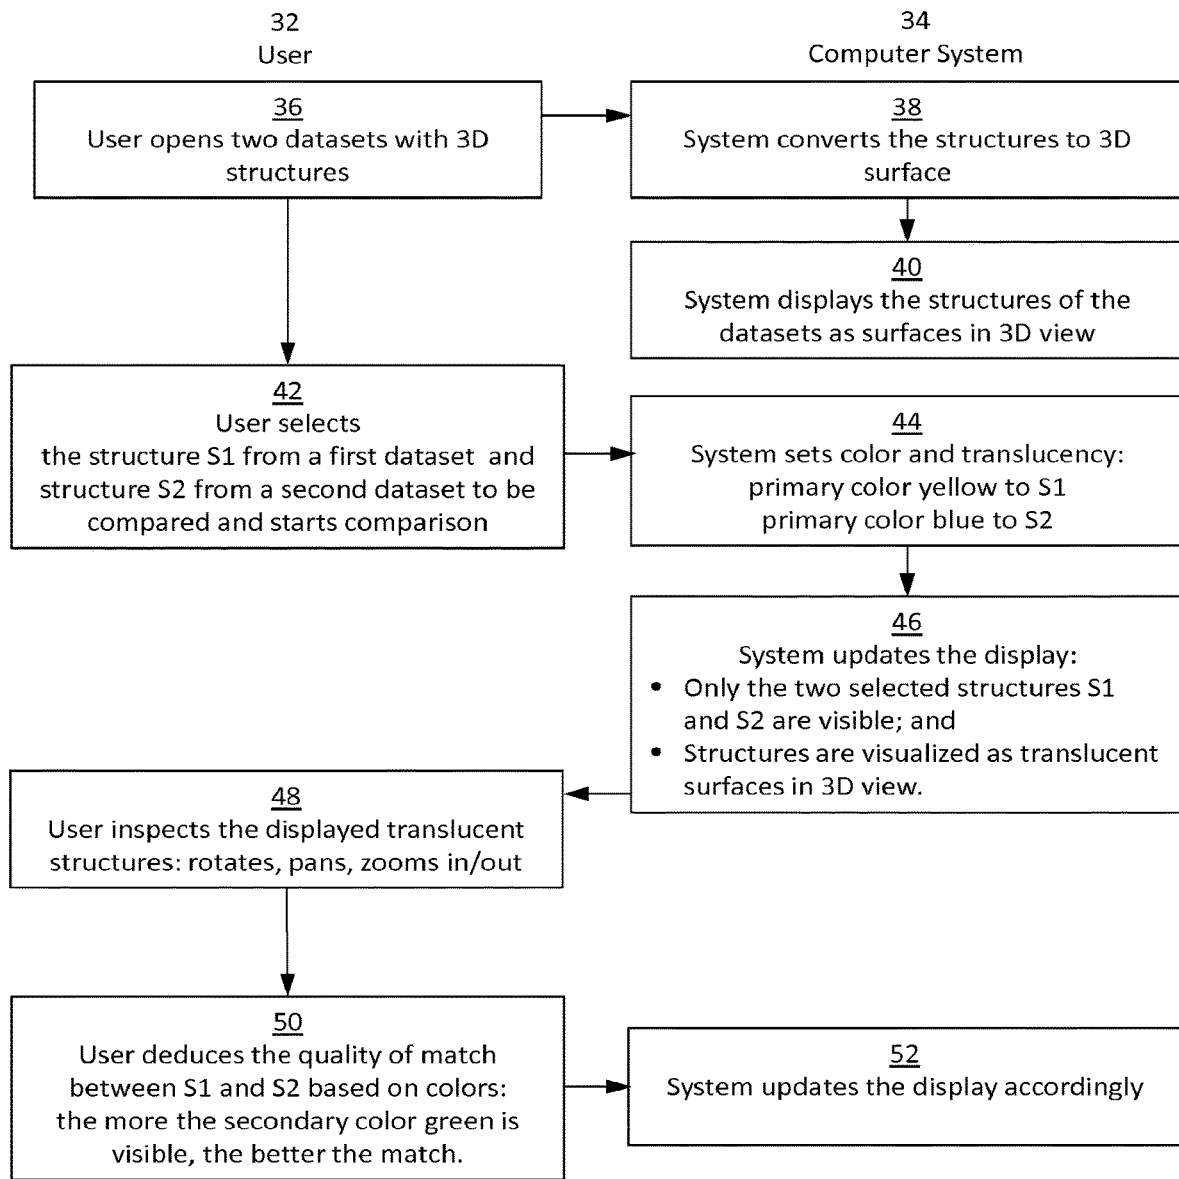 32
User
34
Computer System
36
User opens two datasets with 3D
structures
38
System converts the structures to 3D
surface
40
System displays the structures of the
datasets as surfaces in 3D view
42
User selects
the structure S1 from a first dataset and
structure S2 from a second dataset to be
compared and starts comparison
44
System sets color and translucency:
primary color yellow to S1
primary color blue to S2
46
System updates the display:
• Only the two selected structures S1
and S2 are visible; and
• Structures are visualized as translucent
surfaces in 3D view.
48
User inspects the displayed translucent
structures: rotates, pans, zooms in/out
50
User deduces the quality of match
between S1 and S2 based on colors:
the more the secondary color green is
visible, the better the match.
52
System updates the display accordingly